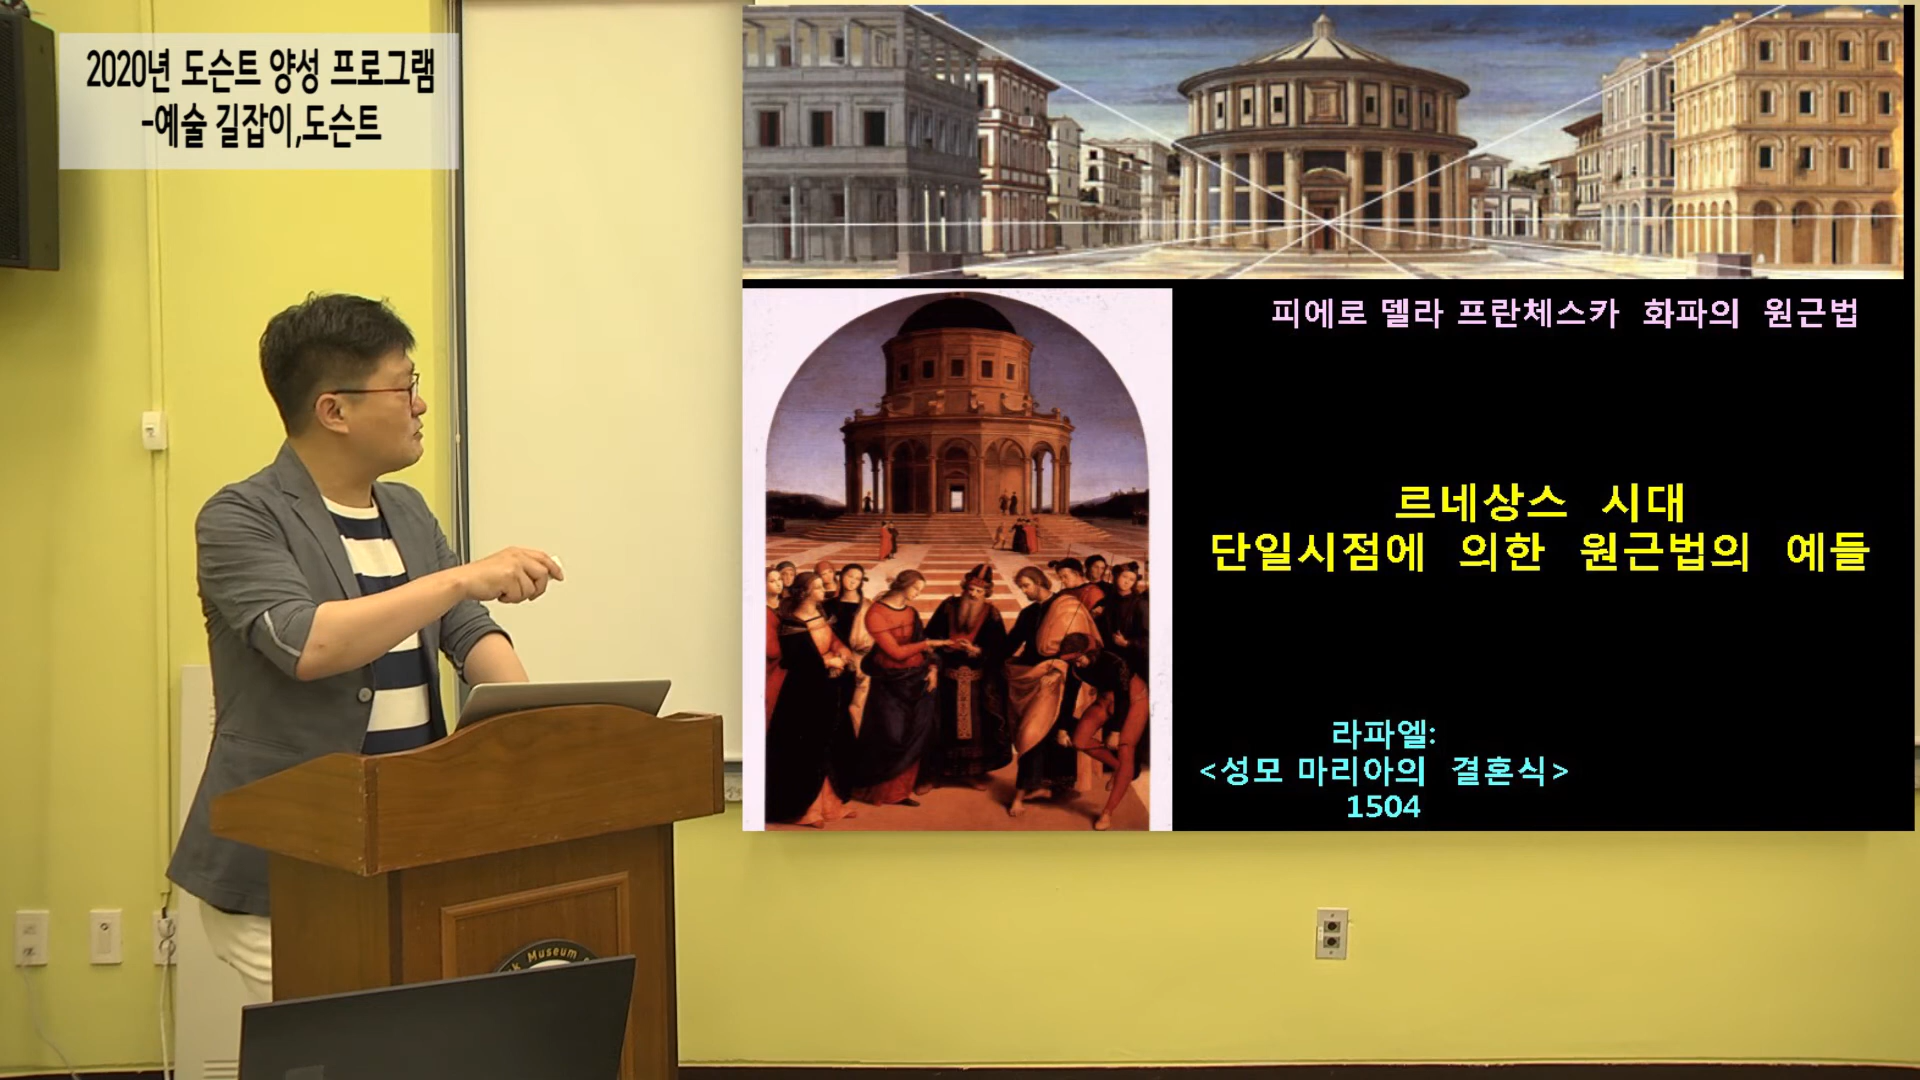 2020년 도슨트 양성 프로그램
-예술 길잡이,도슨트
피에로 델라 프란체스카 화파의 원근법
르네상스 시대
단일시점에 의한 원근법의 예들
라파엘:
<성모 마리아의 결혼식>
1504
Museum